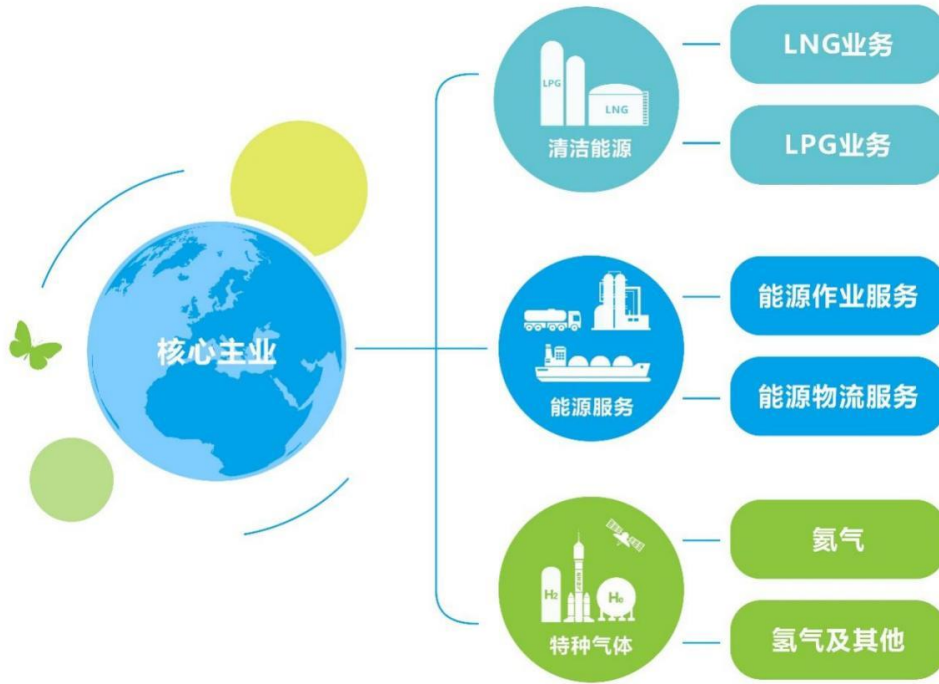 核心主业
LPG
LNG
清洁能源
LNG业务
LPG业务
能源服务
能源作业服务
能源物流服务
H2
He
特种气体
氦气
氢气及其他